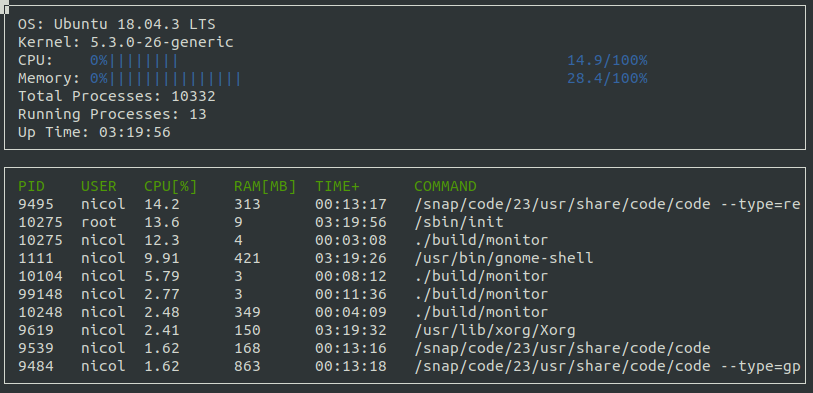 OS: Ubuntu 18.04.3 LTS
Kernel: 5.3.0-26-generic
CPU: 0%|||||||| 14.9/100%
Memory: 0%||||||||||||||| 28.4/100%
Total Processes: 10332
Running Processes: 13
Up Time: 03:19:56
PID USER CPU[%] RAM[MB] TIME+ COMMAND
9495 nicol 14.2 313 00:13:17 /snap/code/23/usr/share/code/code --type=re
10275 root 13.6 9 03:19:56 /sbin/init
10275 nicol 12.3 4 00:03:08 ./build/monitor
1111 nicol 9.91 421 03:19:26 /usr/bin/gnome-shell
10104 nicol 5.79 3 00:08:12 ./build/monitor
99148 nicol 2.77 3 00:11:36 ./build/monitor
10248 nicol 2.48 349 00:04:09 ./build/monitor
9619 nicol 2.41 150 03:19:32 /usr/lib/xorg/Xorg
9539 nicol 1.62 168 00:13:16 /snap/code/23/usr/share/code/code
9484 nicol 1.62 863 00:13:18 /snap/code/23/usr/share/code/code --type=gp